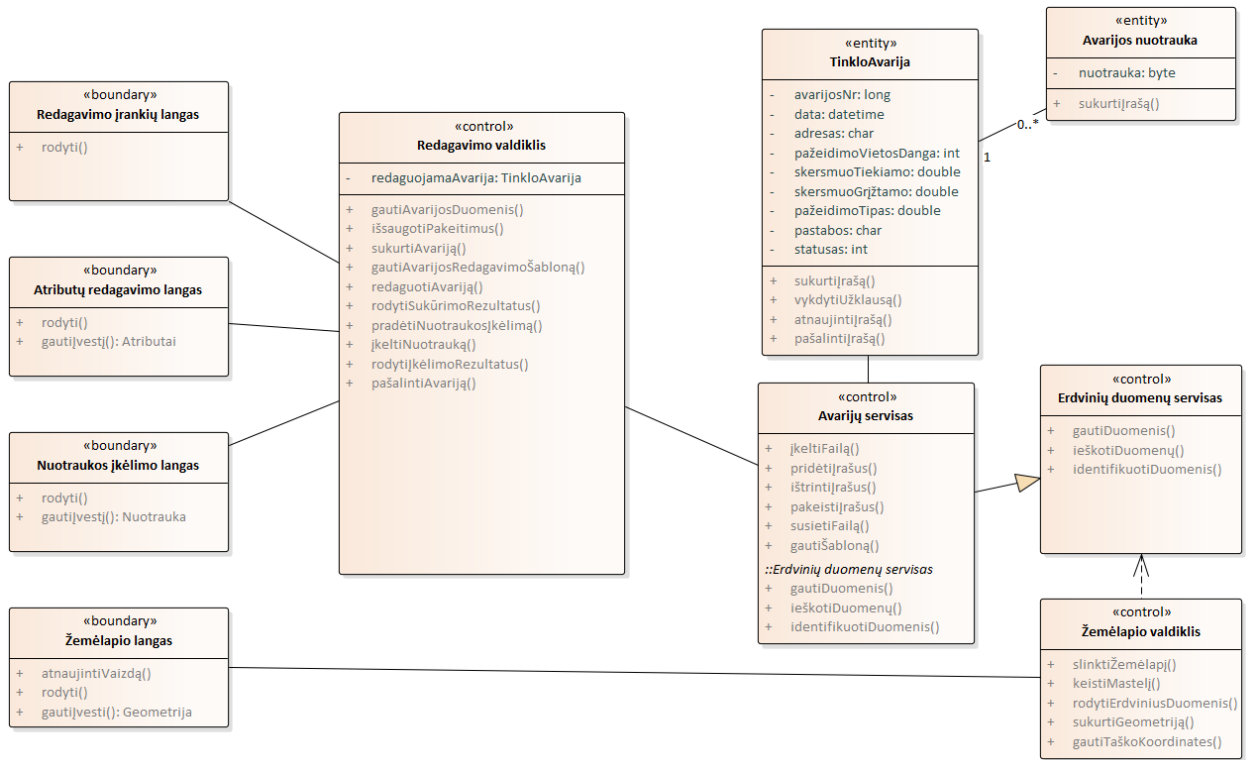 «boundary»
Redagavimo įrankių langas
+ rodyti()
«boundary»
Atributų redagavimo langas
+ rodyti()
+ gautiĮvestį(): Atributai
«boundary»
Nuotraukos įkėlimo langas
+ rodyti()
+ gautiĮvestį(): Nuotrauka
«boundary»
Žemėlapio langas
+ atnaujintiVaizdą()
+ rodyti()
+ gautiĮvesti(): Geometrija
«control»
Redagavimo valdiklis
- redaguojamaAvarija: TinkloAvarija
+ gautiAvarijosDuomenis()
+ išsaugotiPakeitimus()
+ sukurtiAvariją()
+ gautiAvarijosRedagavimoŠabloną()
+ redaguotiAvariją()
+ rodytiSukūrimoRezultatus()
+ pradėtiNuotraukosĮkėlimą()
+ įkeltiNuotrauką()
+ rodytiĮkėlimoRezultatus()
+ pašalintiAvariją()
«entity»
TinkloAvarija
- avarijosNr: long
- data: datetime
- adresas: char
- pažeidimoVietosDanga: int
- skersmuoTiekiamo: double
- skersmuoGrįžtamo: double
- pažeidimoTipas: double
- pastabos: char
- statusas: int
+ sukurtiĮrašą()
+ vykdytiUžklausą()
+ atnaujintiĮrašą()
+ pašalintiĮrašą()
1
0..*
«entity»
Avarijos nuotrauka
- nuotrauka: byte
+ sukurtiĮrašą()
«control»
Avarijų servisas
+ įkeltiFailą()
+ pridėtiĮrašus()
+ ištrintiĮrašus()
+ pakeistiĮrašus()
+ susietiFailą()
+ gautiŠabloną()
::Erdvinių duomenų servisas
+ gautiDuomenis()
+ ieškotiDuomenų()
+ identifikuotiDuomenis()
«control»
Erdvinių duomenų servisas
+ gautiDuomenis()
+ ieškotiDuomenų()
+ identifikuotiDuomenis()
«control»
Žemėlapio valdiklis
+ slinktiŽemėlapį()
+ keistiMastelį()
+ rodytiErdviniusDuomenis()
+ sukurtiGeometriją()
+ gautiTaškoKoordinates()